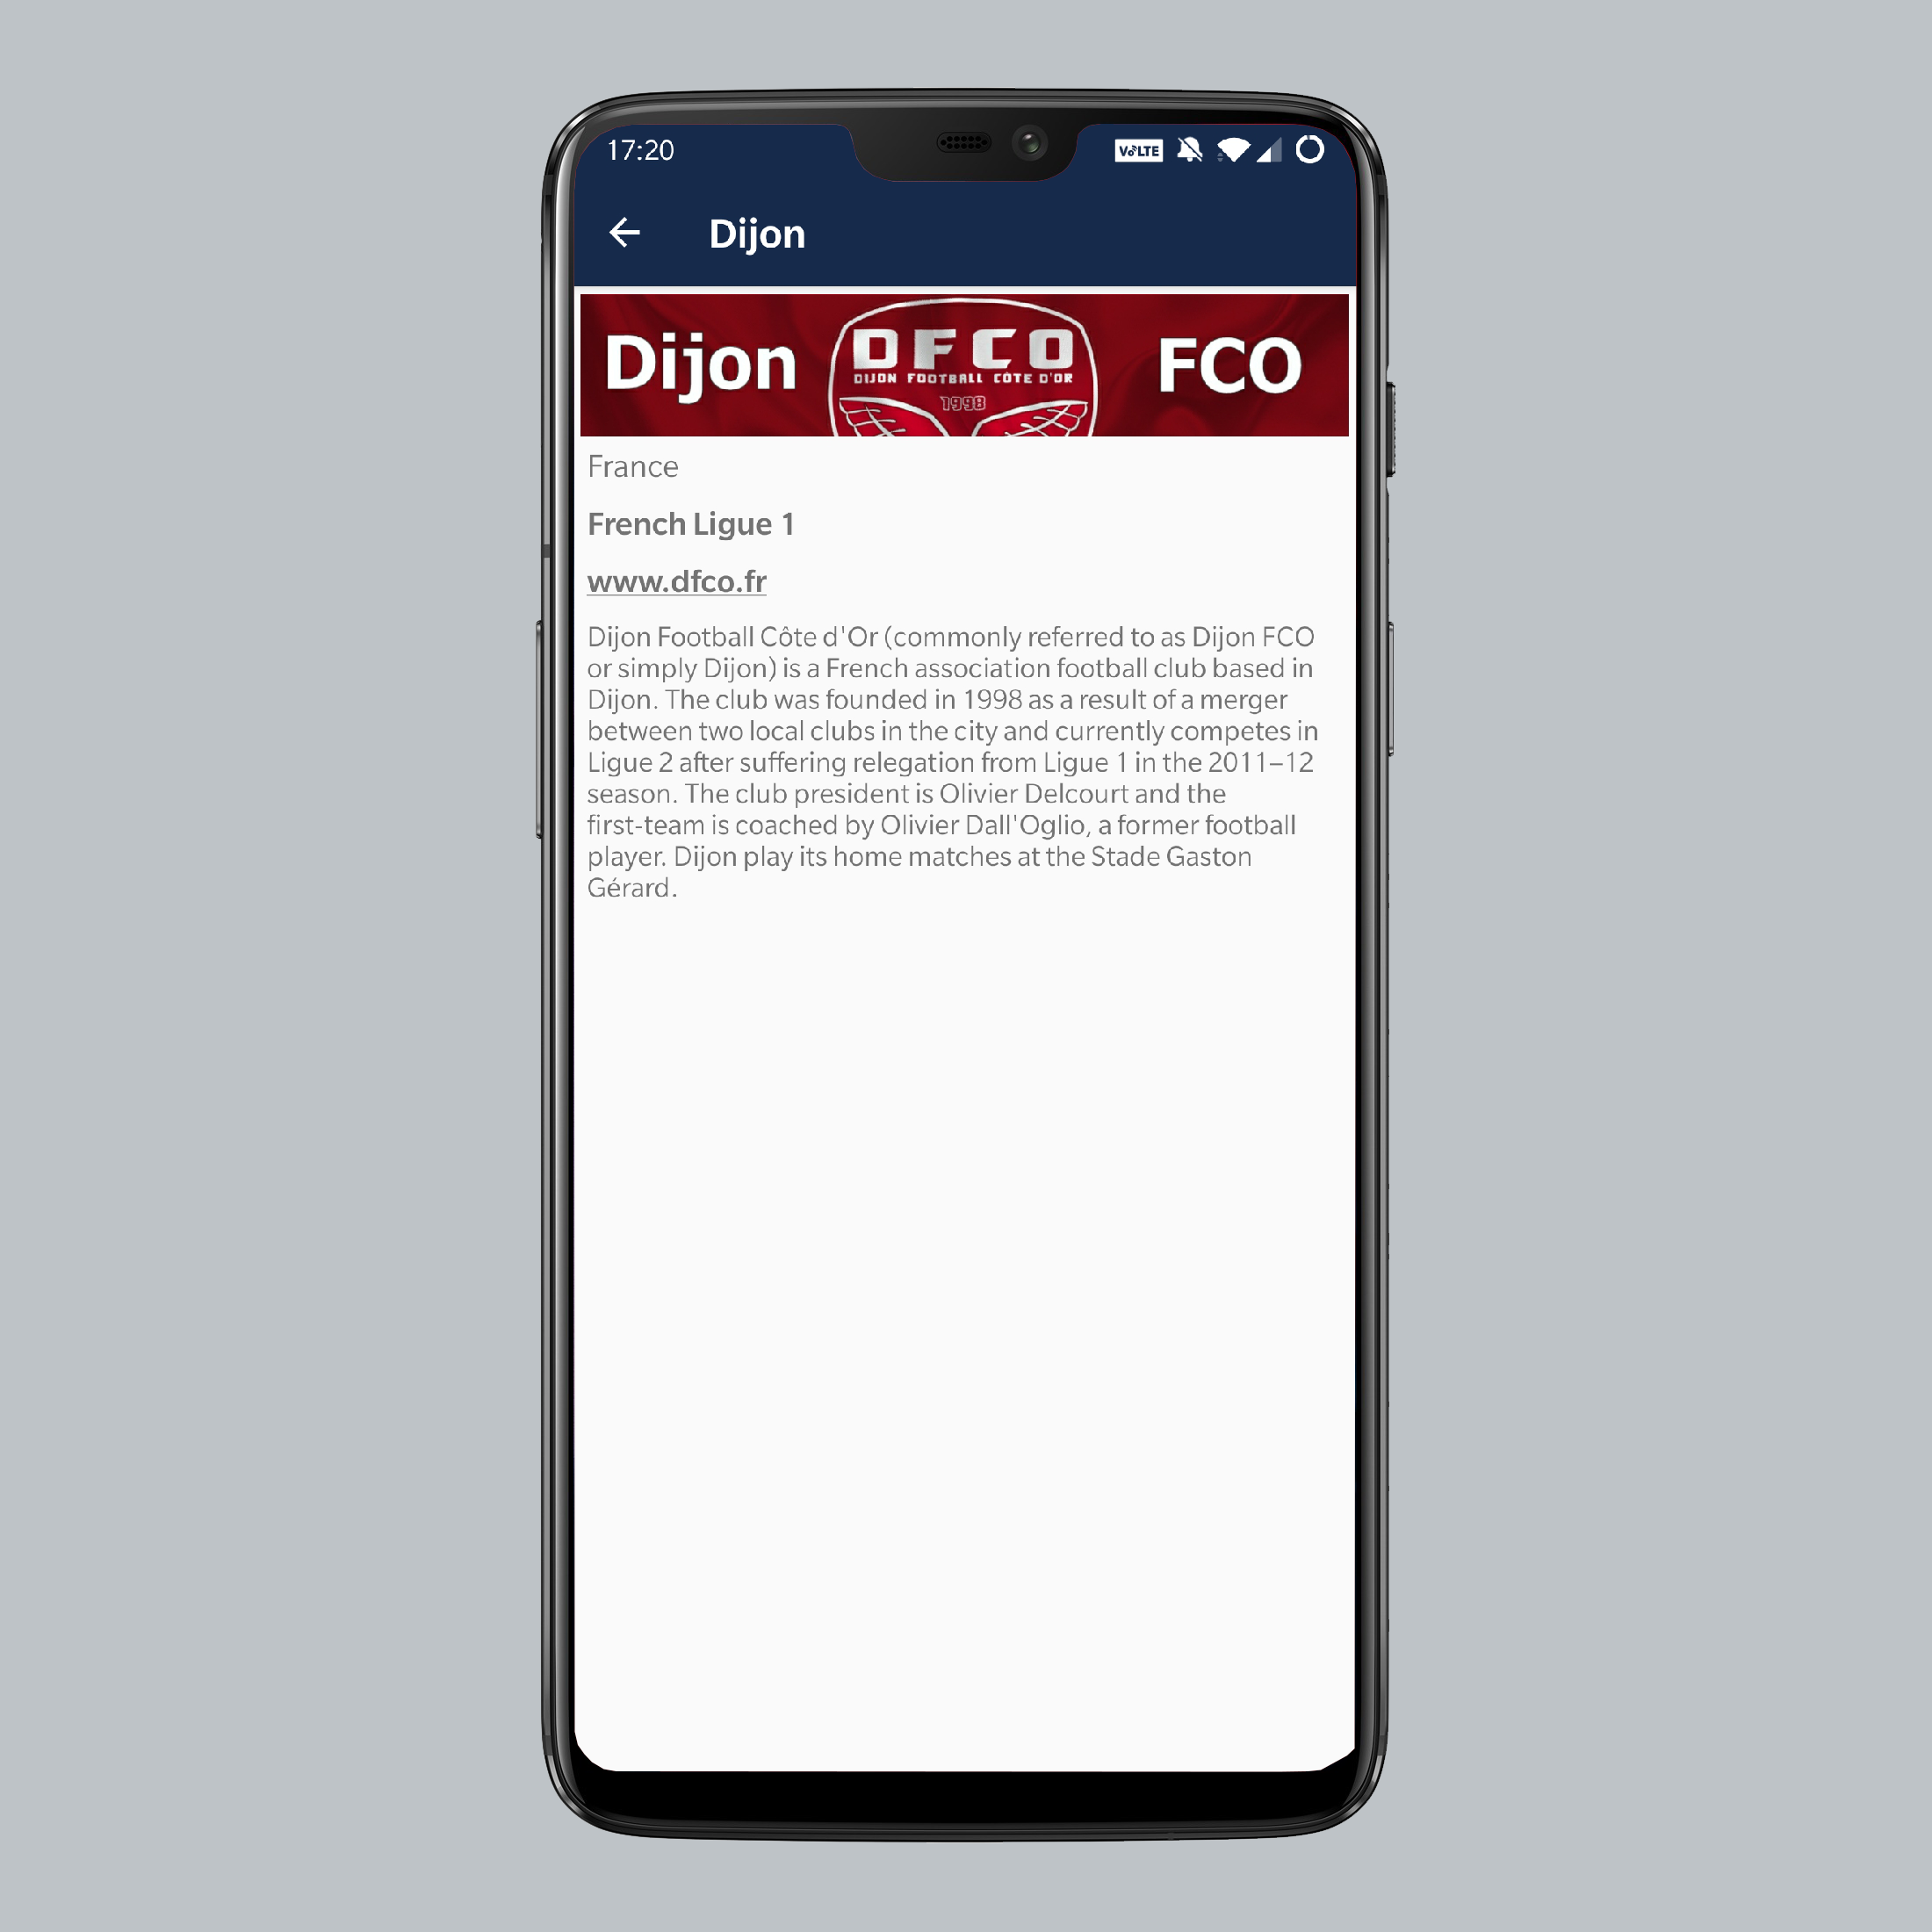 17:20
VoLTE
Dijon
Dijon
DFCO
FCO
DIJON FOOTBALL CÔTE D'OR
1998
France
French Ligue 1
www.dfco.fr
Dijon Football Côte d'Or (commonly referred to as Dijon FCO
or simply Dijon) is a French association football club based in
Dijon. The club was founded in 1998 as a result of a merger
between two local clubs in the city and currently competes in
Ligue 2 after suffering relegation from Ligue 1 in the 2011–12
season. The club president is Olivier Delcourt and the
first-team is coached by Olivier Dall'Oglio, a former football
player. Dijon play its home matches at the Stade Gaston
Gérard.